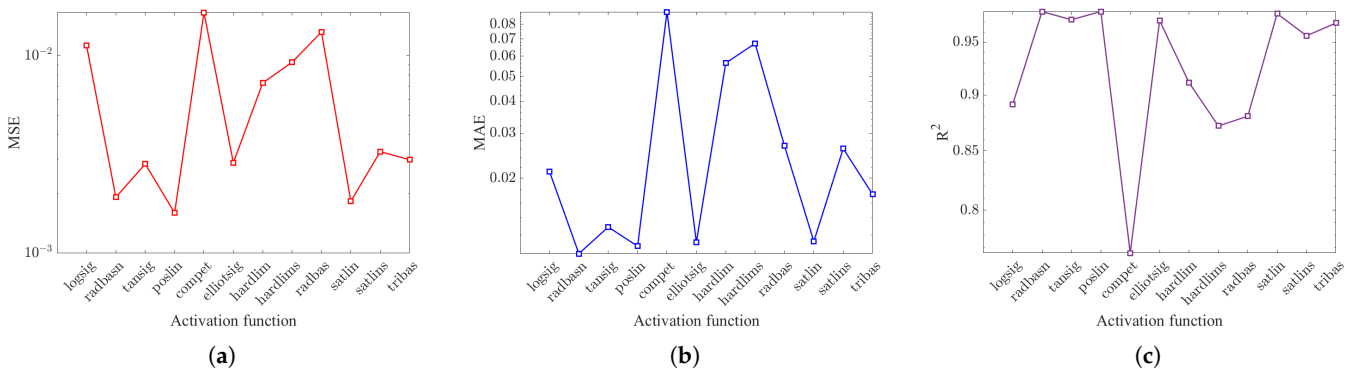 10⁻²
10⁻³
MSE
logsig
radbasn
tansig
poslin
compet
elliotsig
hardlim
hardlims
radbas
satlin
satlins
tribas
Activation function
(a)
0.08
0.06
0.05
0.04
0.03
0.02
MAE
logsig
radbasn
tansig
poslin
compet
elliotsig
hardlim
hardlims
radbas
satlin
satlins
tribas
Activation function
(b)
0.95
0.9
0.85
0.8
R²
logsig
radbasn
tansig
poslin
compet
elliotsig
hardlim
hardlims
radbas
satlin
satlins
tribas
Activation function
(c)